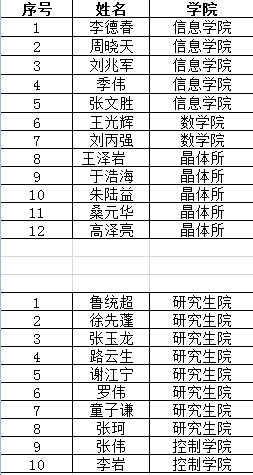 序号 姓名 学院
1 李德春 信息学院
2 周晓天 信息学院
3 刘兆军 信息学院
4 季伟 信息学院
5 张文胜 信息学院
6 王光辉 数学院
7 刘丙强 数学院
8 王泽岩 晶体所
9 于浩海 晶体所
10 朱陆益 晶体所
11 桑元华 晶体所
12 高泽亮 晶体所
1 鲁统超 研究生院
2 徐先蓬 研究生院
3 张玉龙 研究生院
4 路云生 研究生院
5 谢江宁 研究生院
6 罗伟 研究生院
7 童子谦 研究生院
8 张珂 研究生院
9 张伟 控制学院
10 李岩 控制学院